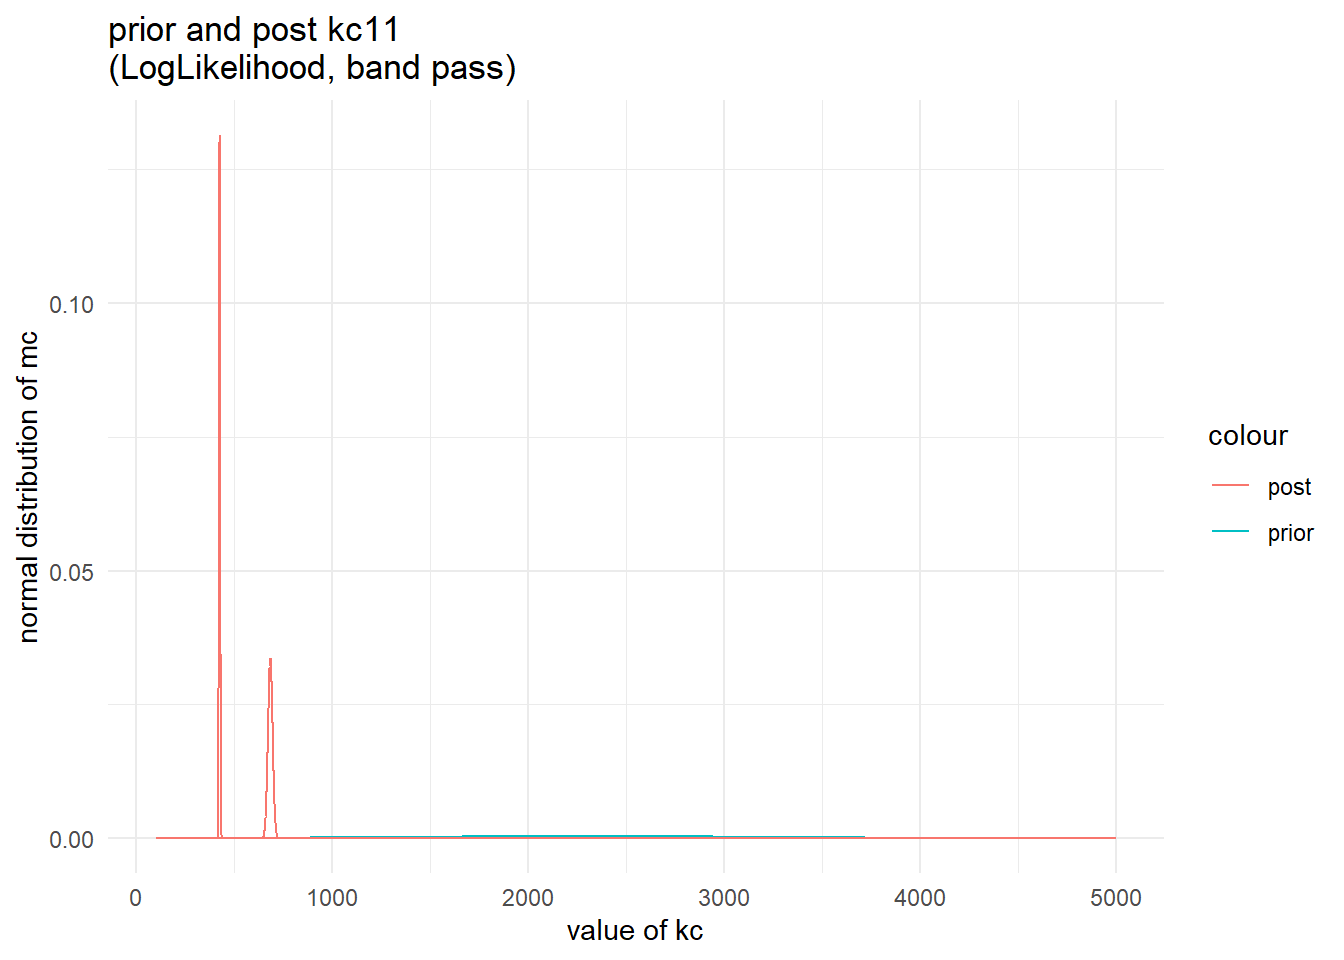 prior and post kc11
(LogLikelihood, band pass)
normal distribution of mc
0.10
0.05
0.00
0
1000
2000
3000
4000
5000
value of kc
colour
post
prior